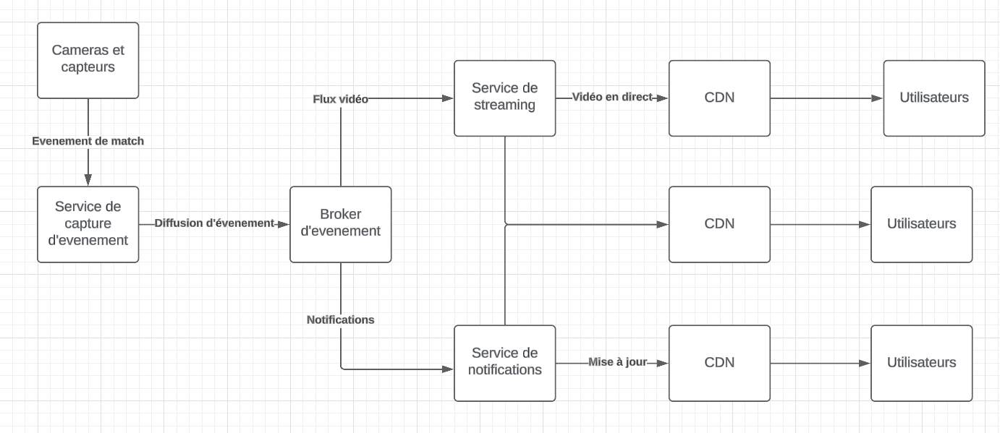 Cameras et
capteurs
Evenement de match
Service de
capture
d'evenement
Diffusion d'évenement
Broker
d'evenement
Flux vidéo
Service de
streaming
Vidéo en direct
CDN
Utilisateurs
CDN
Utilisateurs
Notifications
Service de
notifications
Mise à jour
CDN
Utilisateurs